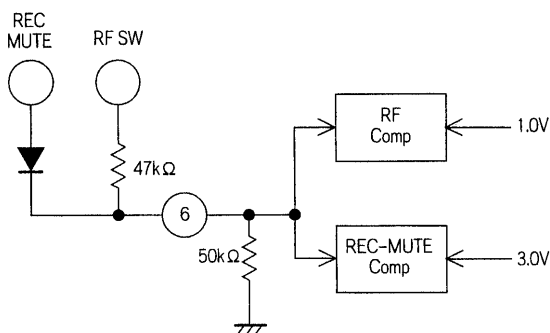 REC
MUTE
RF SW
RF
Comp
1.0V
47kΩ
6
50kΩ
REC-MUTE
Comp
3.0V